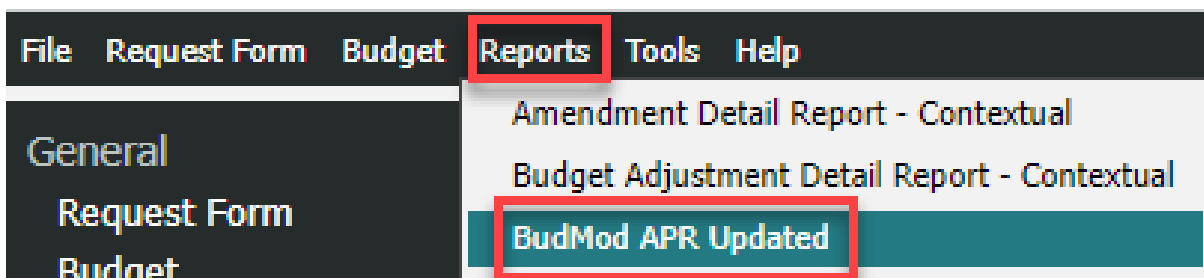 File Request Form Budget Reports Tools Help
Amendment Detail Report - Contextual
General
Budget Adjustment Detail Report - Contextual
Request Form
BudMod APR Updated
Budget